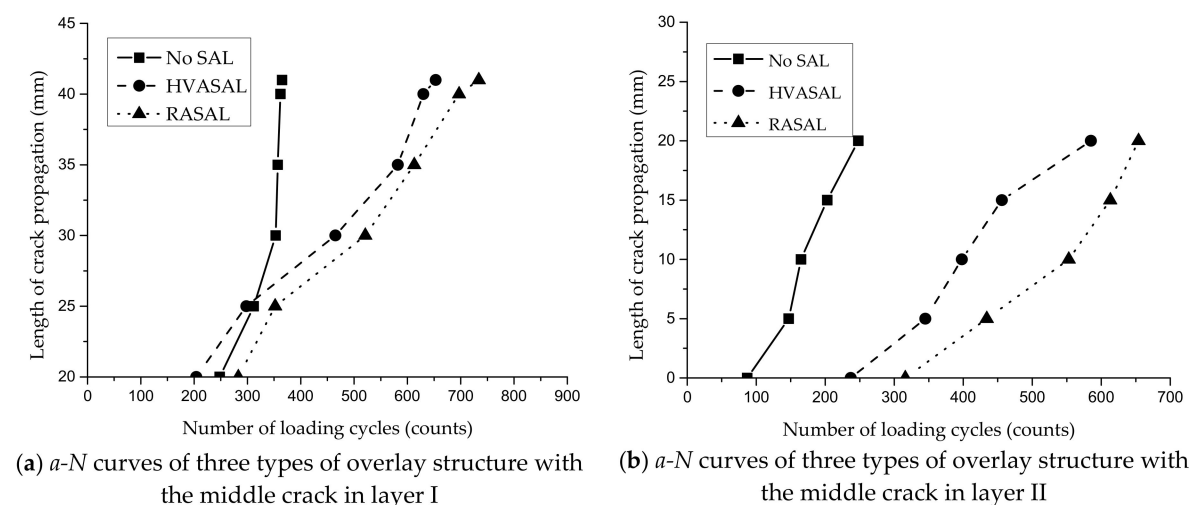 45
40
35
30
25
20
Length of crack propagation (mm)
No SAL
HVASAL
RASAL
0 100 200 300 400 500 600 700 800 900
Number of loading cycles (counts)
(a) a-N curves of three types of overlay structure with
the middle crack in layer I
30
25
20
15
10
5
0
Length of crack propagation (mm)
No SAL
HVASAL
RASAL
0 100 200 300 400 500 600 700
Number of loading cycles (counts)
(b) a-N curves of three types of overlay structure with
the middle crack in layer II